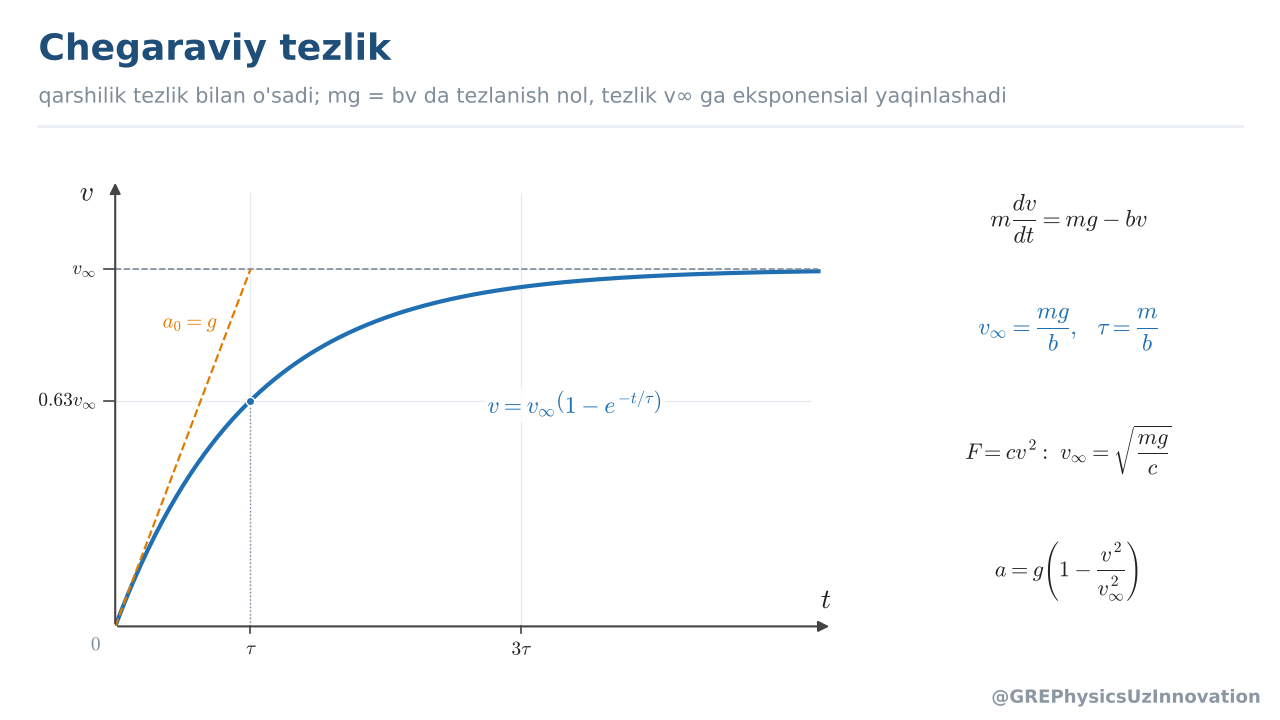 Chegaraviy tezlik
qarshilik tezlik bilan o'sadi; mg = bv da tezlanish nol, tezlik v∞ ga eksponensial yaqinlashadi
v
v∞
a₀ = g
0.63v∞
v = v∞(1 − e^(−t/τ))
t
0
τ
3τ
m dv/dt = mg − bv
v∞ = mg/b, τ = m/b
F = cv²: v∞ = √(mg/c)
a = g(1 − v²/v∞²)
@GREPhysicsUzInnovation